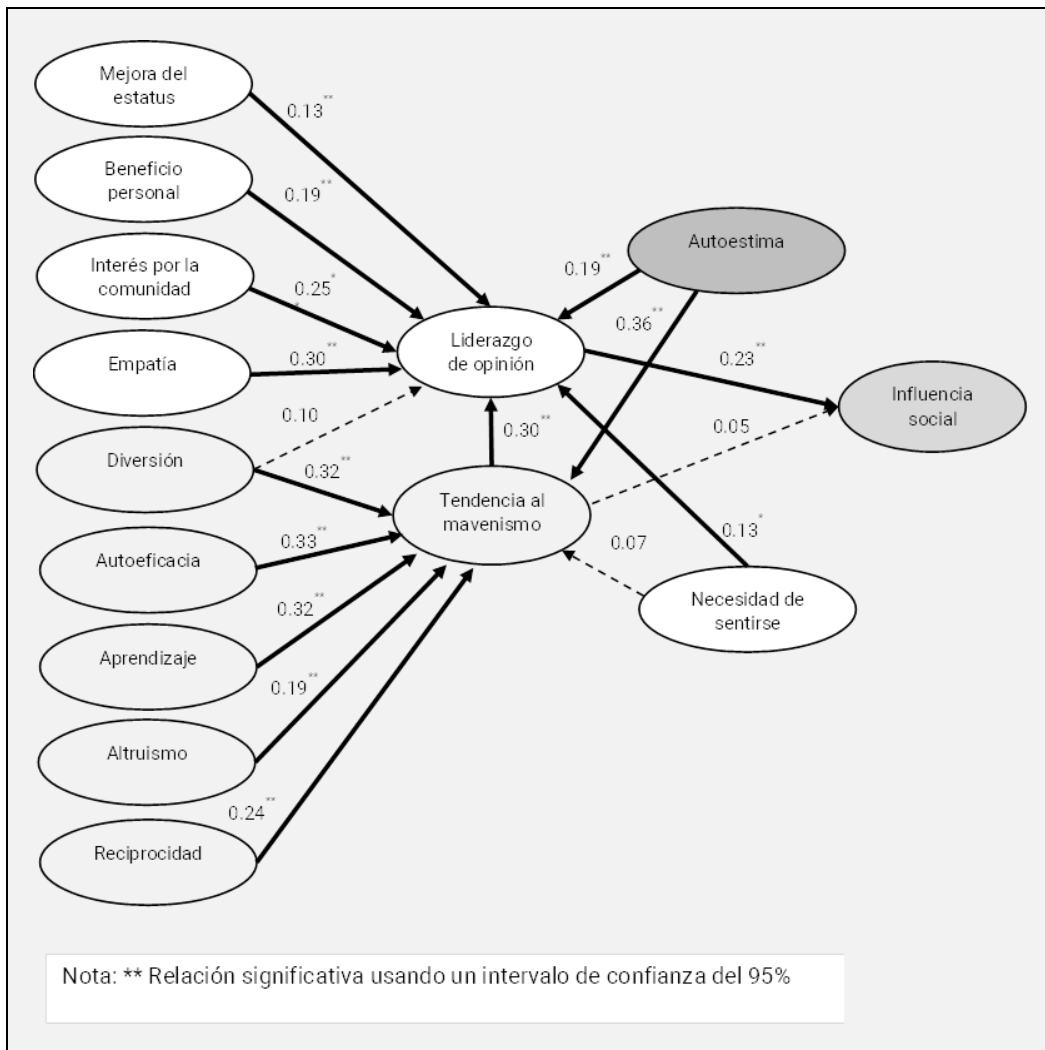 Mejora del
estatus
0.13**
Beneficio
personal
0.19**
Interés por la
comunidad
0.25*
*
Empatía
0.30**
Diversión
0.10
0.32**
Autoeficacia
0.33**
Aprendizaje
0.32**
Altruismo
0.19**
Reciprocidad
0.24**
Liderazgo
de opinión
0.30**
Tendencia al
mavenismo
Autoestima
0.19**
0.36**
0.23**
0.05
Influencia
social
0.13*
0.07
Necesidad de
sentirse
Nota: ** Relación significativa usando un intervalo de confianza del 95%